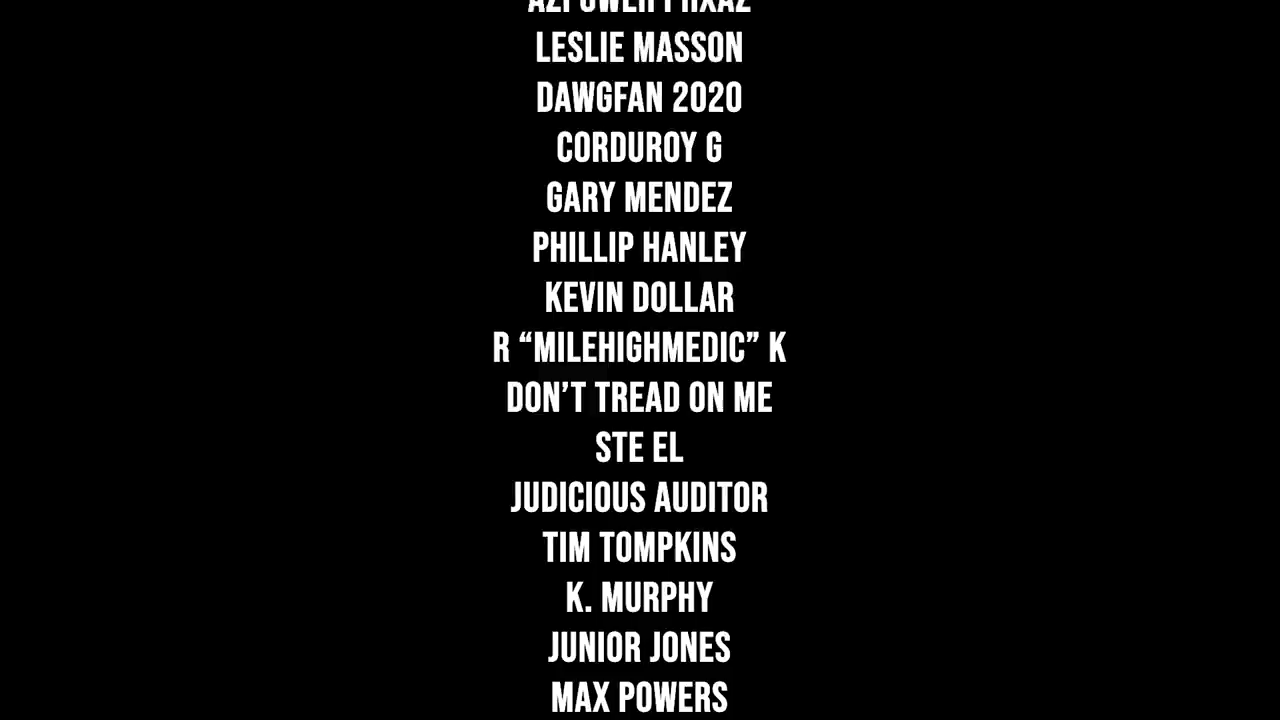 LESLIE MASSON
DAWGFAN 2020
CORDUROY G
GARY MENDEZ
PHILLIP HANLEY
KEVIN DOLLAR
R “MILEHIGHMEDIC” K
DON’T TREAD ON ME
STE EL
JUDICIOUS AUDITOR
TIM TOMPKINS
K. MURPHY
JUNIOR JONES
MAX POWERS